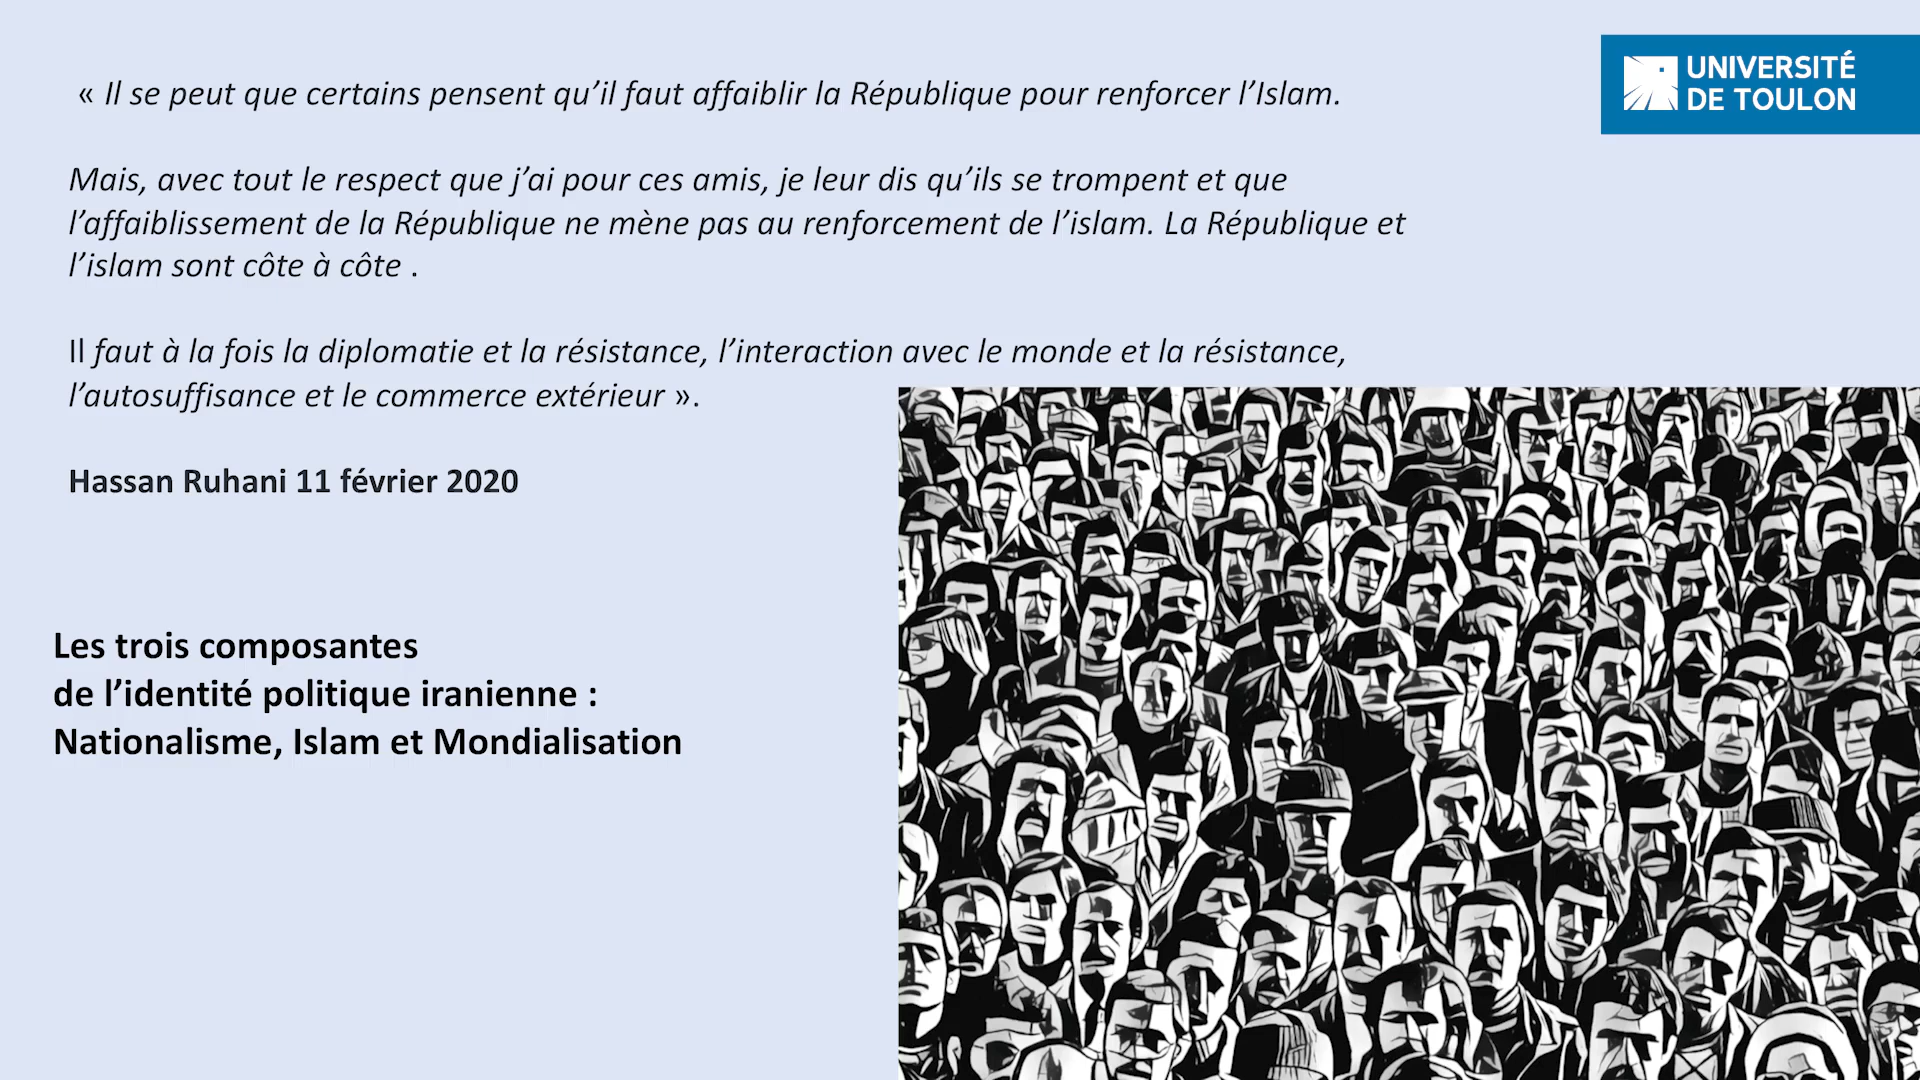 « Il se peut que certains pensent qu’il faut affaiblir la République pour renforcer l’Islam.
Mais, avec tout le respect que j’ai pour ces amis, je leur dis qu’ils se trompent et que
l’affaiblissement de la République ne mène pas au renforcement de l’islam. La République et
l’islam sont côte à côte .
Il faut à la fois la diplomatie et la résistance, l’interaction avec le monde et la résistance,
l’autosuffisance et le commerce extérieur ».
Hassan Ruhani 11 février 2020
Les trois composantes
de l’identité politique iranienne :
Nationalisme, Islam et Mondialisation
UNIVERSITÉ
DE TOULON